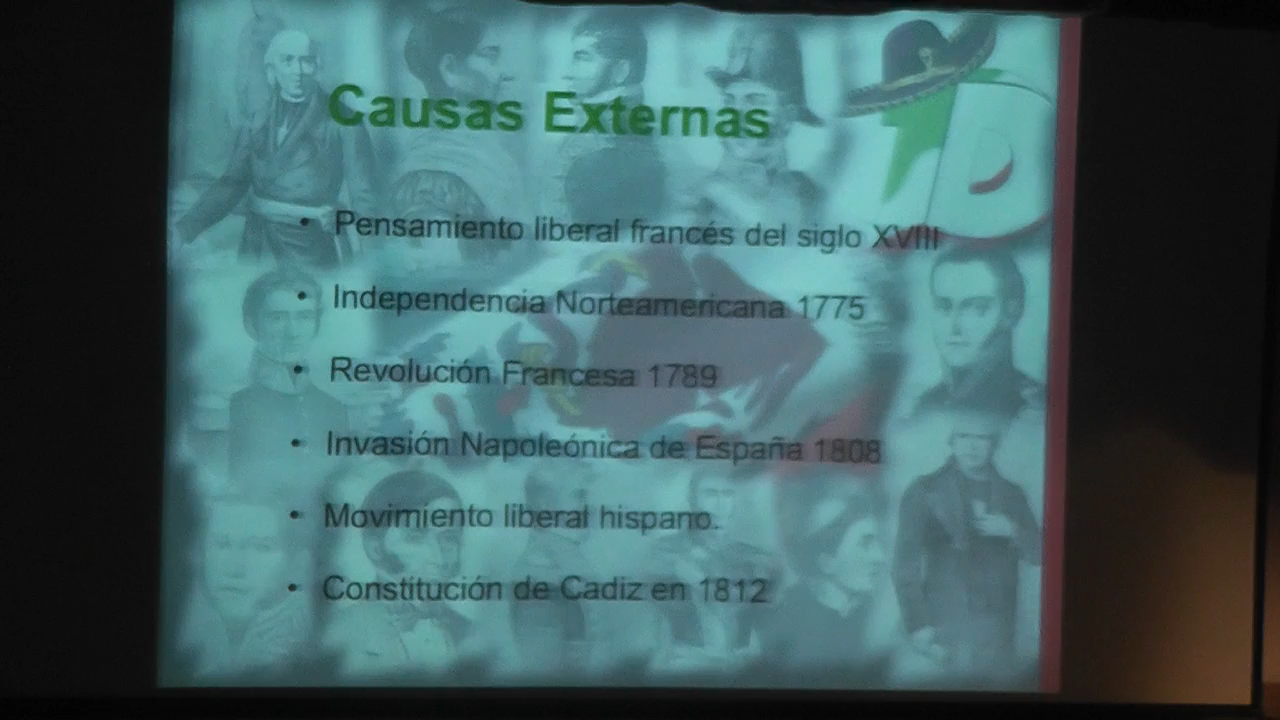 Causas Externas
• Pensamiento liberal francés del siglo XVIII
• Independencia Norteamericana 1775
• Revolución Francesa 1789
• Invasión Napoleónica de España 1808
• Movimiento liberal hispano.
• Constitución de Cadiz en 1812